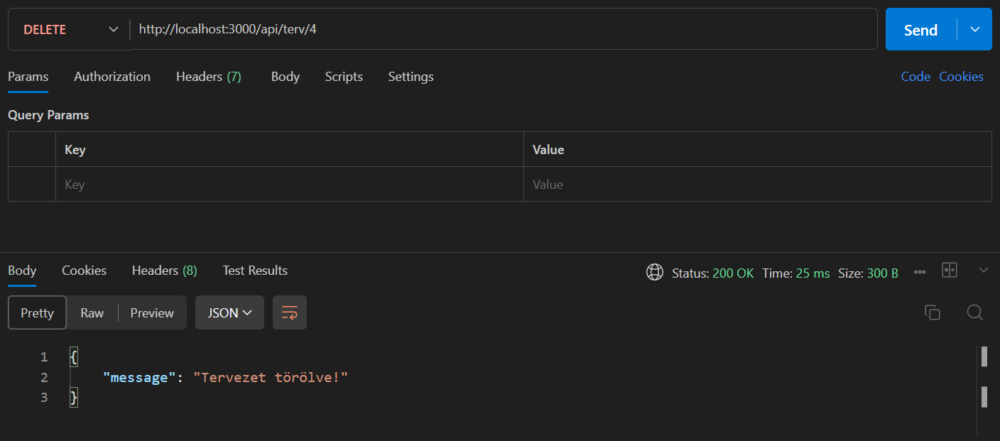 DELETE http://localhost:3000/api/terv/4 Send
Params Authorization Headers (7) Body Scripts Settings Code Cookies
Query Params
Key Value
Key Value
Body Cookies Headers (8) Test Results Status: 200 OK Time: 25 ms Size: 300 B
Pretty Raw Preview JSON
1 {
2 "message": "Tervezet törölve!"
3 }